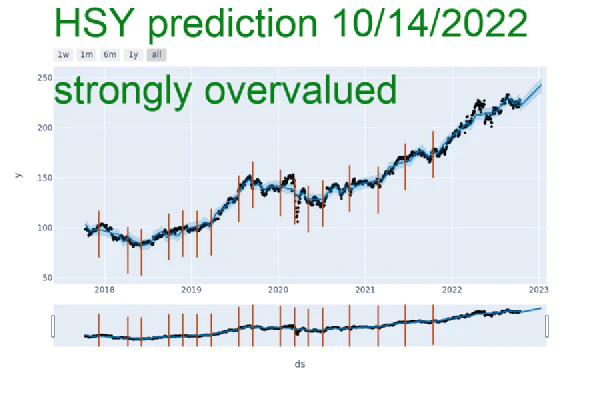 HSY prediction 10/14/2022
1w 1m 6m 1y all
strongly overvalued
250
200
150
100
50
y
2018 2019 2020 2021 2022 2023
ds